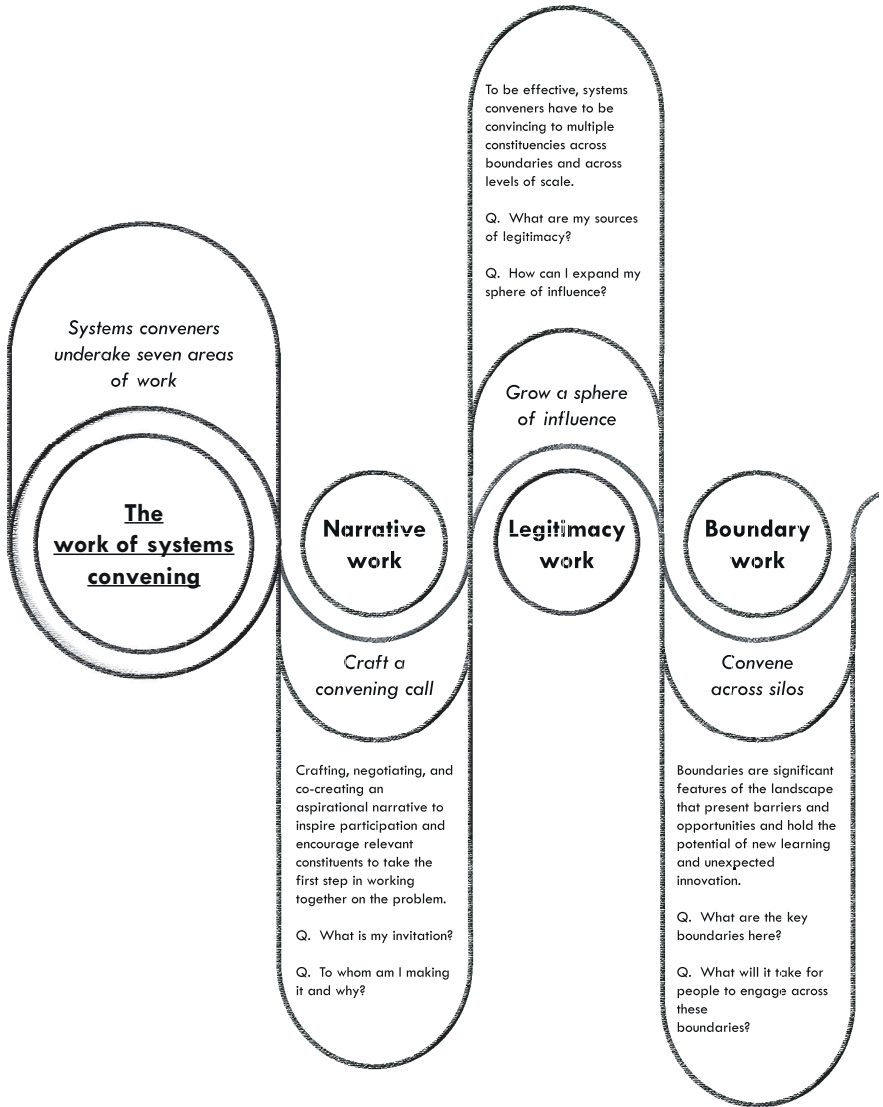 Systems conveners
underake seven areas
of work
The
work of systems
convening
Narrative
work
Craft a
convening call
Crafting, negotiating, and
co-creating an
aspirational narrative to
inspire participation and
encourage relevant
constituents to take the
first step in working
together on the problem.
Q. What is my invitation?
Q. To whom am I making
it and why?
To be effective, systems
conveners have to be
convincing to multiple
constituencies across
boundaries and across
levels of scale.
Q. What are my sources
of legitimacy?
Q. How can I expand my
sphere of influence?
Grow a sphere
of influence
Legitimacy
work
Boundary
work
Convene
across silos
Boundaries are significant
features of the landscape
that present barriers and
opportunities and hold the
potential of new learning
and unexpected
innovation.
Q. What are the key
boundaries here?
Q. What will it take for
people to engage across
these
boundaries?